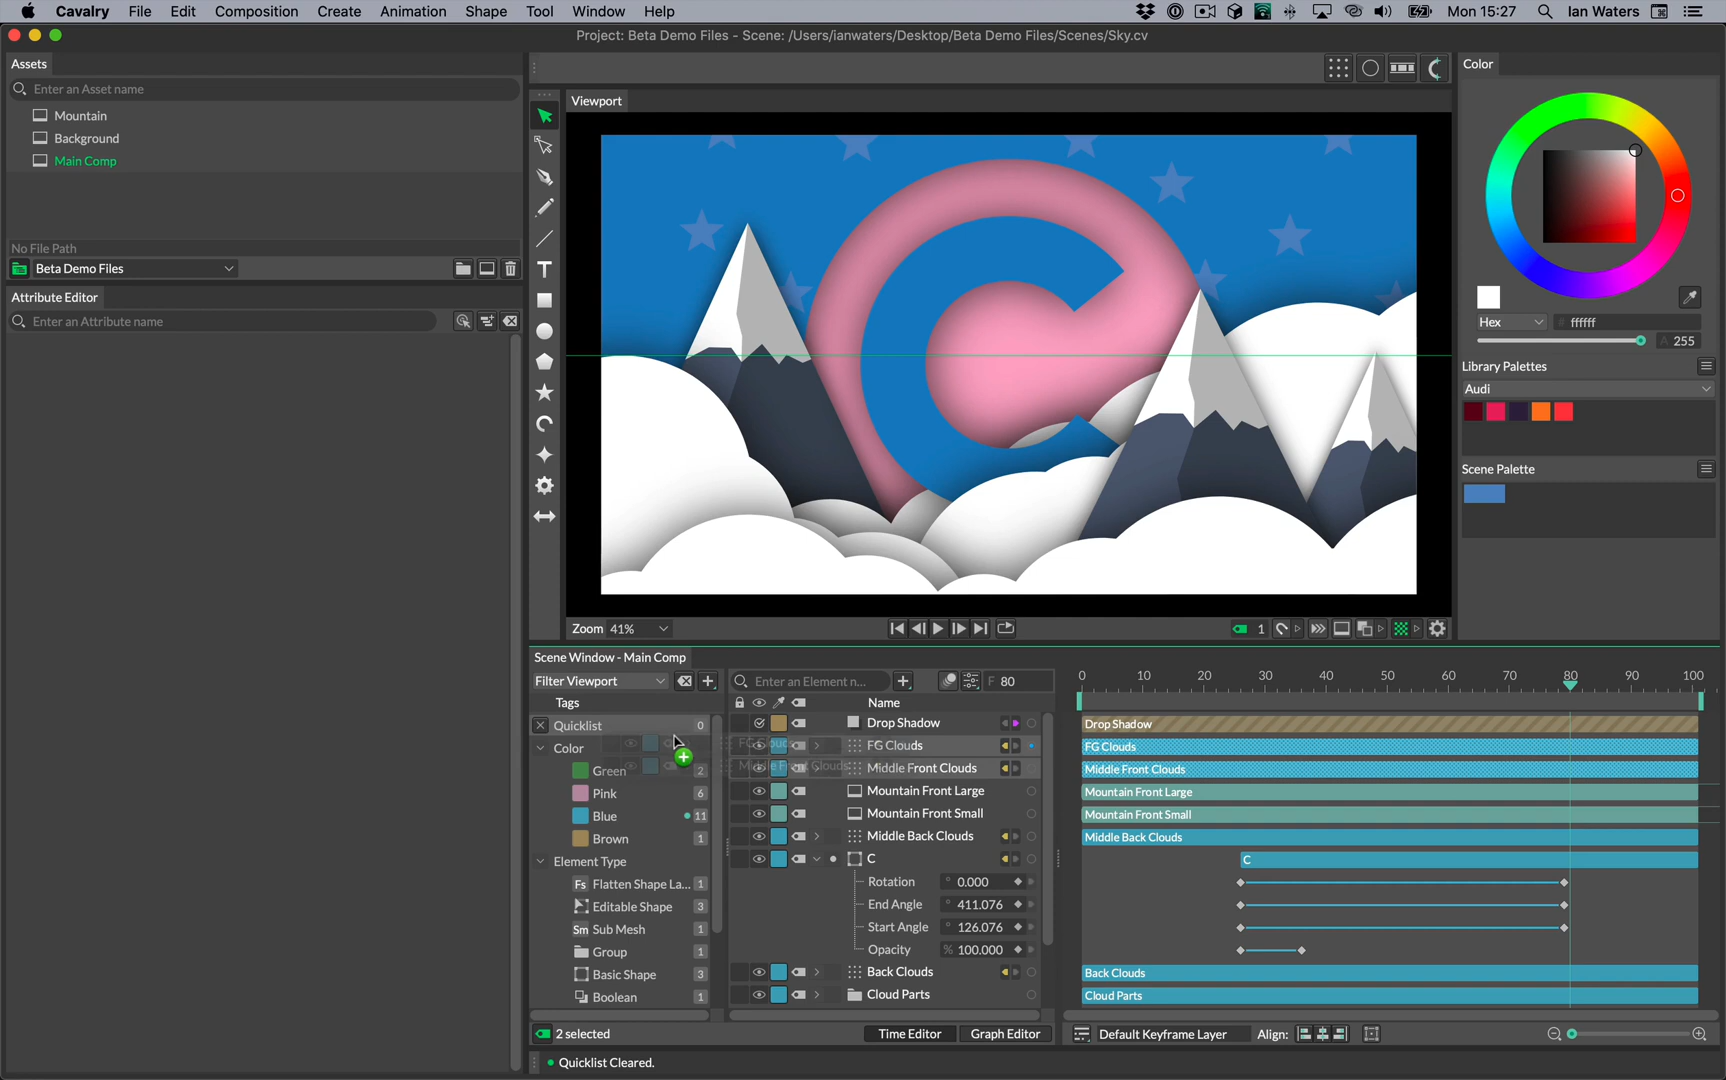 Cavalry File Edit Composition Create Animation Shape Tool Window Help Mon 15:27 Ian Waters
Project: Beta Demo Files - Scene: /Users/ianwaters/Desktop/Beta Demo Files/Scenes/Sky.cv
Assets
Enter an Asset name
Mountain
Background
Main Comp
No File Path
Beta Demo Files
Attribute Editor
Enter an Attribute name
Viewport
Zoom 41%
1
Color
Hex # ffffff
A 255
Library Palettes
Audi
Scene Palette
Scene Window - Main Comp
Filter Viewport
Tags
Quicklist 0
Color
Green 2
Pink 6
Blue 11
Brown 1
Element Type
Fs Flatten Shape La... 1
Editable Shape 3
Sm Sub Mesh 1
Group 1
Basic Shape 3
Boolean 1
2 selected
Enter an Element n... F 80
Name
Drop Shadow
FG Clouds
FG Clouds
Middle Front Clouds
Middle Front Clouds
Mountain Front Large
Mountain Front Small
Middle Back Clouds
C
Rotation ° 0.000
End Angle ° 411.076
Start Angle ° 126.076
Opacity % 100.000
Back Clouds
Cloud Parts
Time Editor Graph Editor
0 10 20 30 40 50 60 70 80 90 100
Drop Shadow
FG Clouds
Middle Front Clouds
Mountain Front Large
Mountain Front Small
Middle Back Clouds
C
Back Clouds
Cloud Parts
Default Keyframe Layer Align:
Quicklist Cleared.